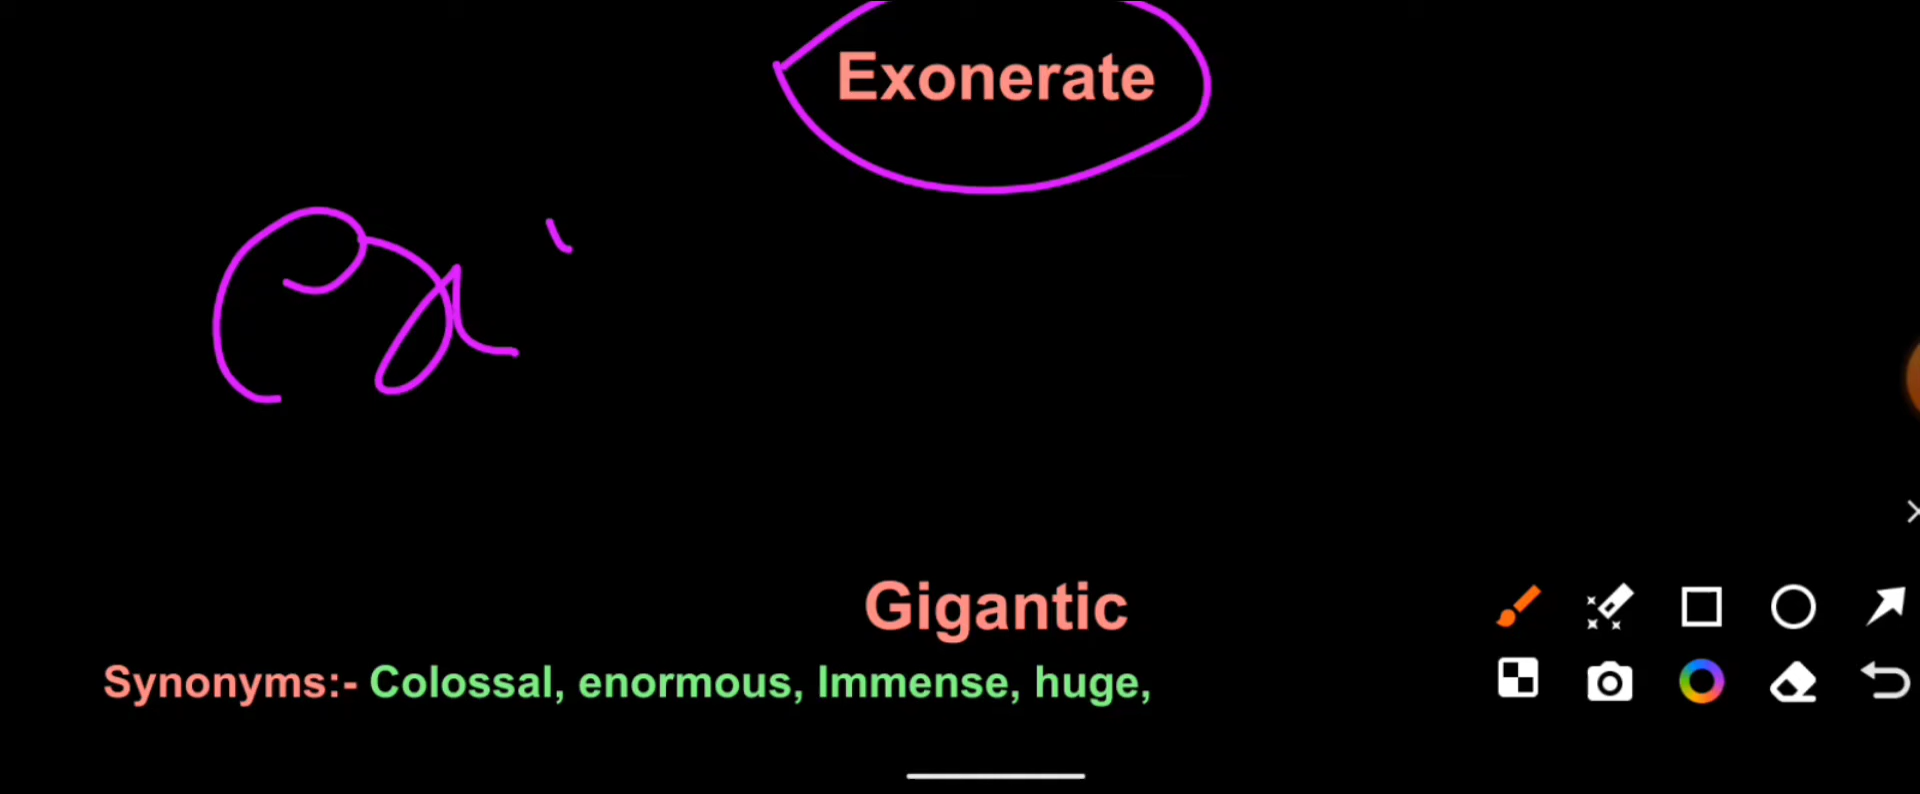 Exonerate
Gigantic
Synonyms:- Colossal, enormous, Immense, huge,